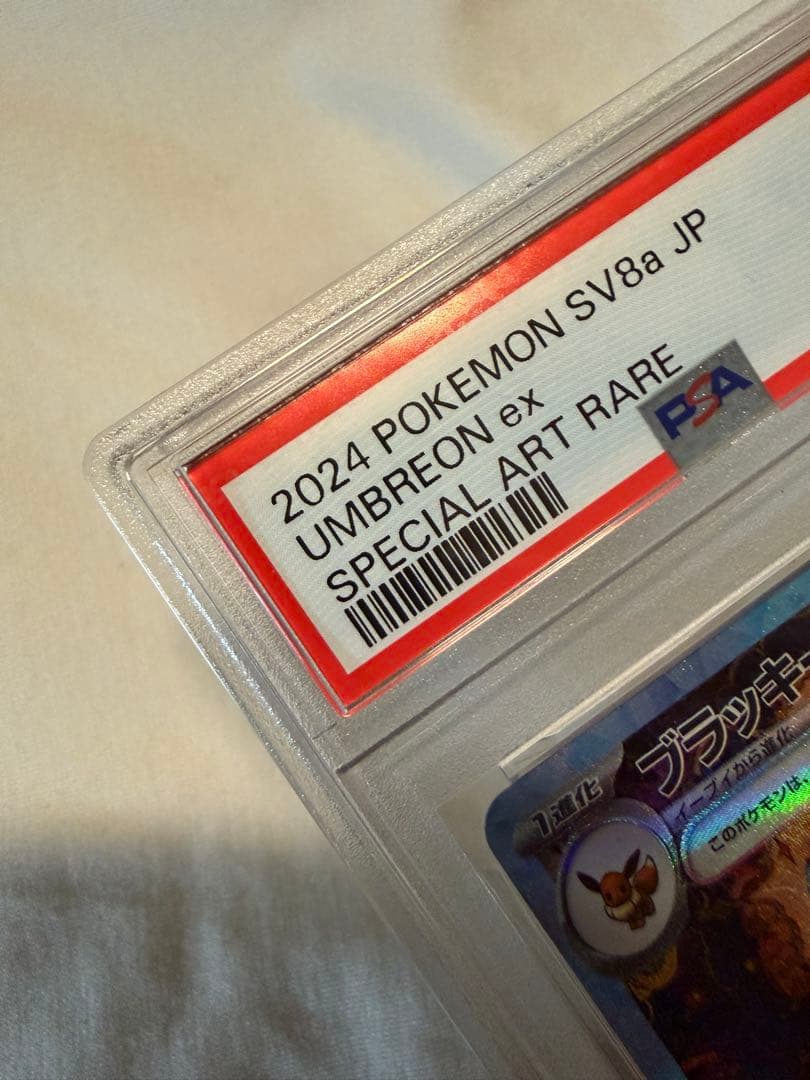 2024 POKEMON SV8a JP
UMBREON ex
SPECIAL ART RARE
PSA
1進化
ブラッキー
イーブイから進化
このポケモンは、